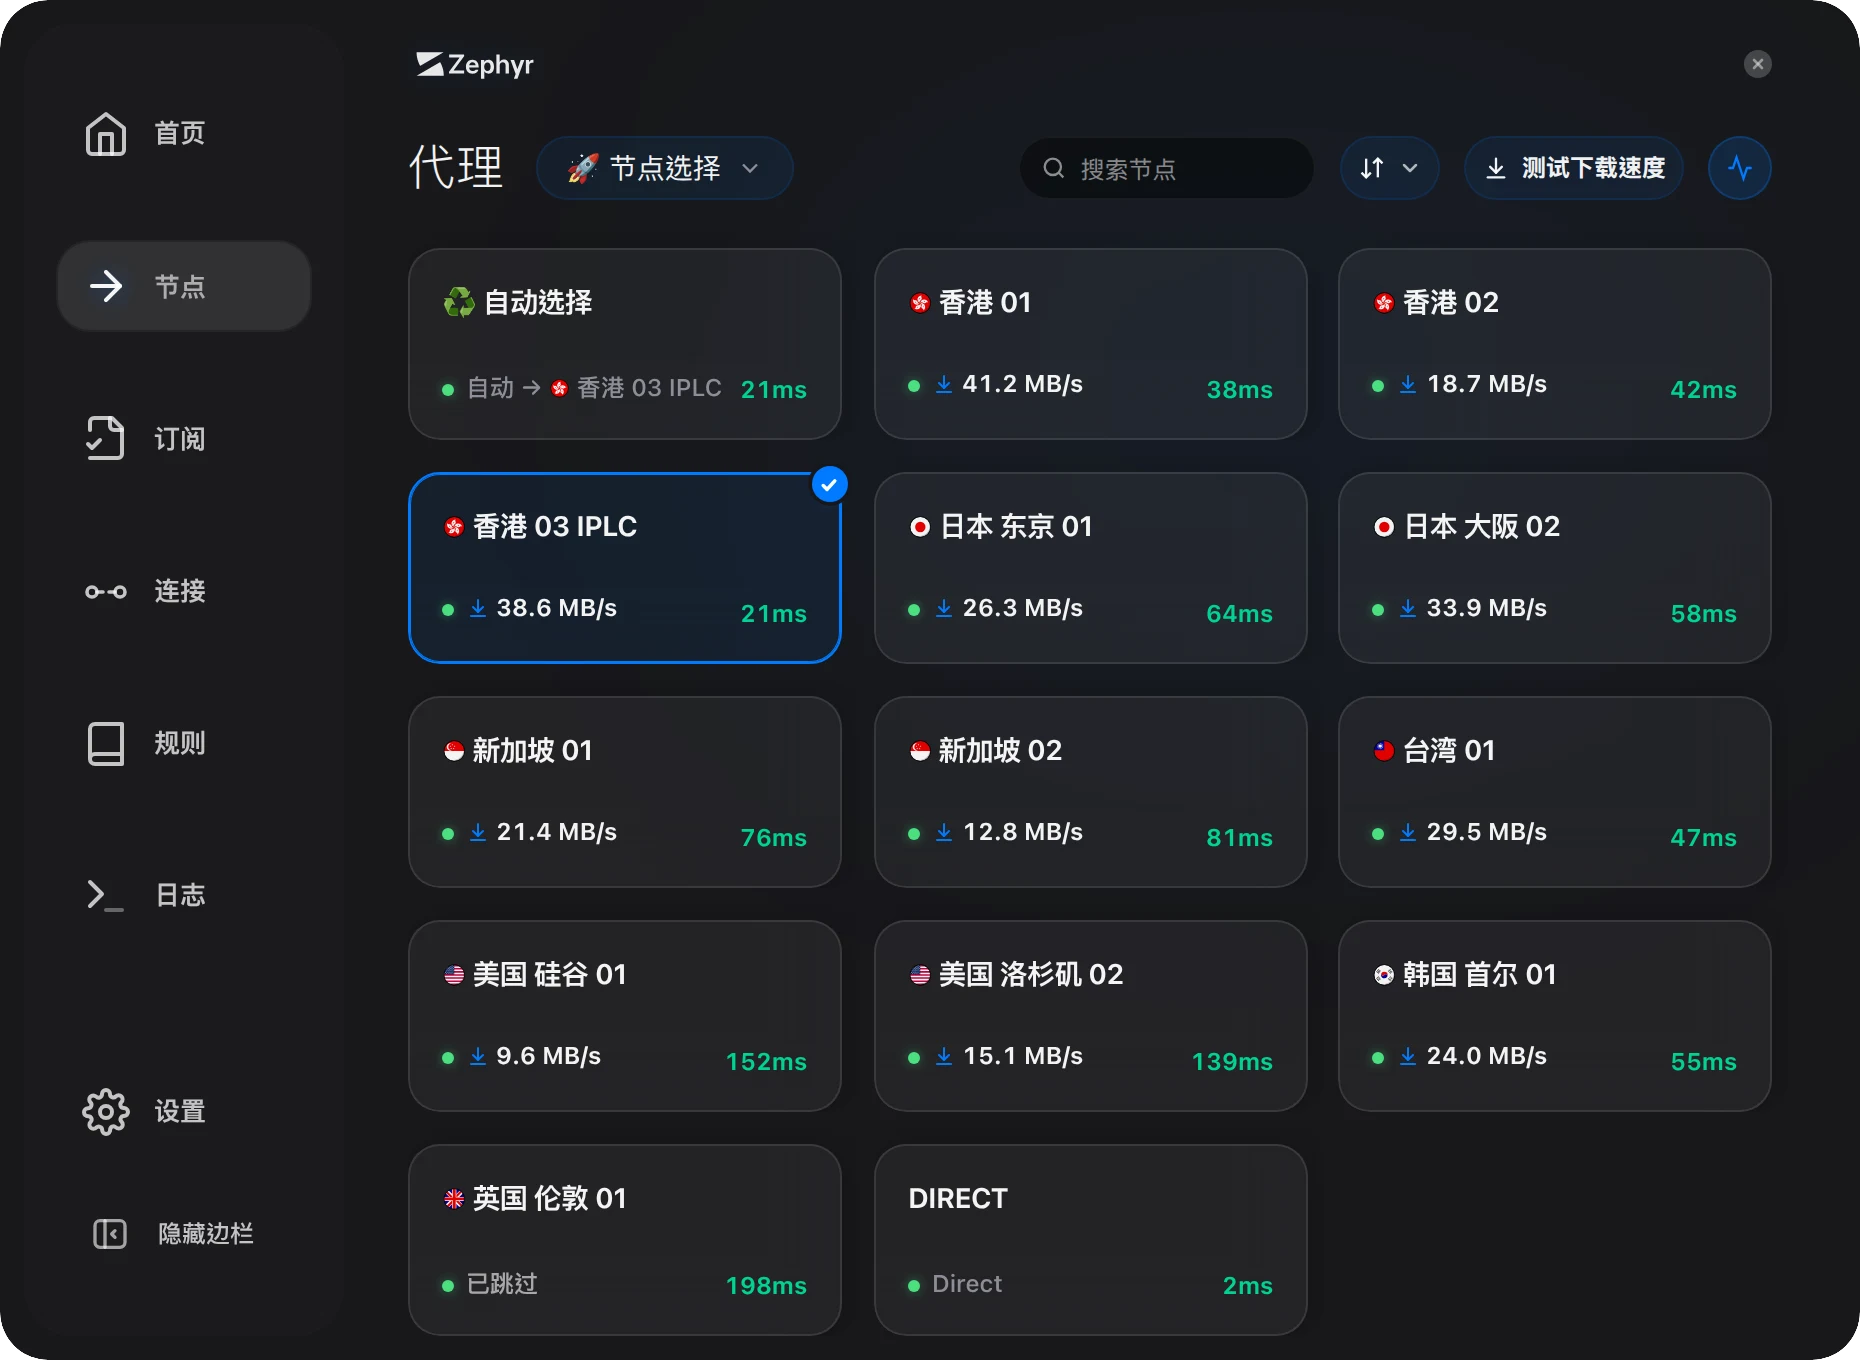 Zephyr
首页
节点
订阅
连接
规则
日志
设置
隐藏边栏
代理
🚀 节点选择
搜索节点
测试下载速度
♻️ 自动选择
自动 → 🇭🇰 香港 03 IPLC 21ms
🇭🇰 香港 01
41.2 MB/s 38ms
🇭🇰 香港 02
18.7 MB/s 42ms
🇭🇰 香港 03 IPLC
38.6 MB/s 21ms
🇯🇵 日本 东京 01
26.3 MB/s 64ms
🇯🇵 日本 大阪 02
33.9 MB/s 58ms
🇸🇬 新加坡 01
21.4 MB/s 76ms
🇸🇬 新加坡 02
12.8 MB/s 81ms
🇹🇼 台湾 01
29.5 MB/s 47ms
🇺🇸 美国 硅谷 01
9.6 MB/s 152ms
🇺🇸 美国 洛杉矶 02
15.1 MB/s 139ms
🇰🇷 韩国 首尔 01
24.0 MB/s 55ms
🇬🇧 英国 伦敦 01
已跳过 198ms
DIRECT
Direct 2ms